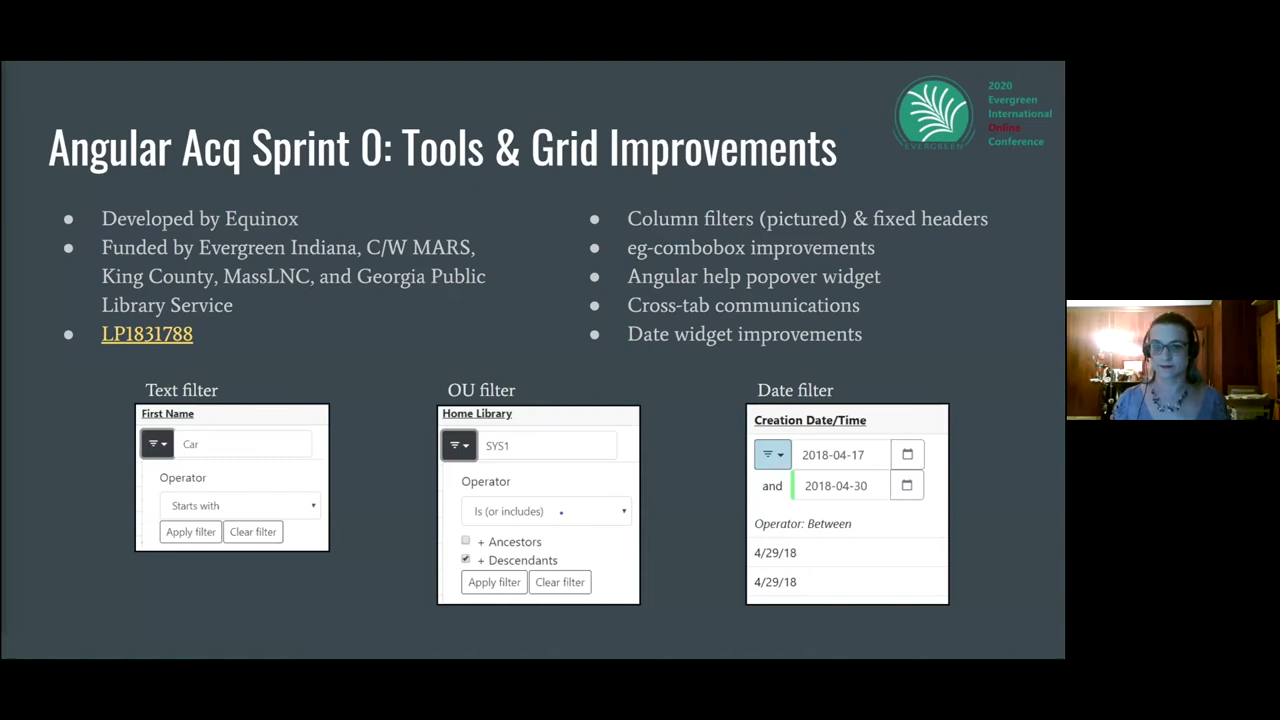 Angular Acq Sprint 0: Tools & Grid Improvements
EVERGREEN
2020
Evergreen
International
Online
Conference
● Developed by Equinox
● Funded by Evergreen Indiana, C/W MARS,
King County, MassLNC, and Georgia Public
Library Service
● LP1831788
● Column filters (pictured) & fixed headers
● eg-combobox improvements
● Angular help popover widget
● Cross-tab communications
● Date widget improvements
Text filter
First Name
Car
Operator
Starts with
Apply filter Clear filter
OU filter
Home Library
SYS1
Operator
Is (or includes)
+ Ancestors
+ Descendants
Apply filter Clear filter
Date filter
Creation Date/Time
2018-04-17
and 2018-04-30
Operator: Between
4/29/18
4/29/18